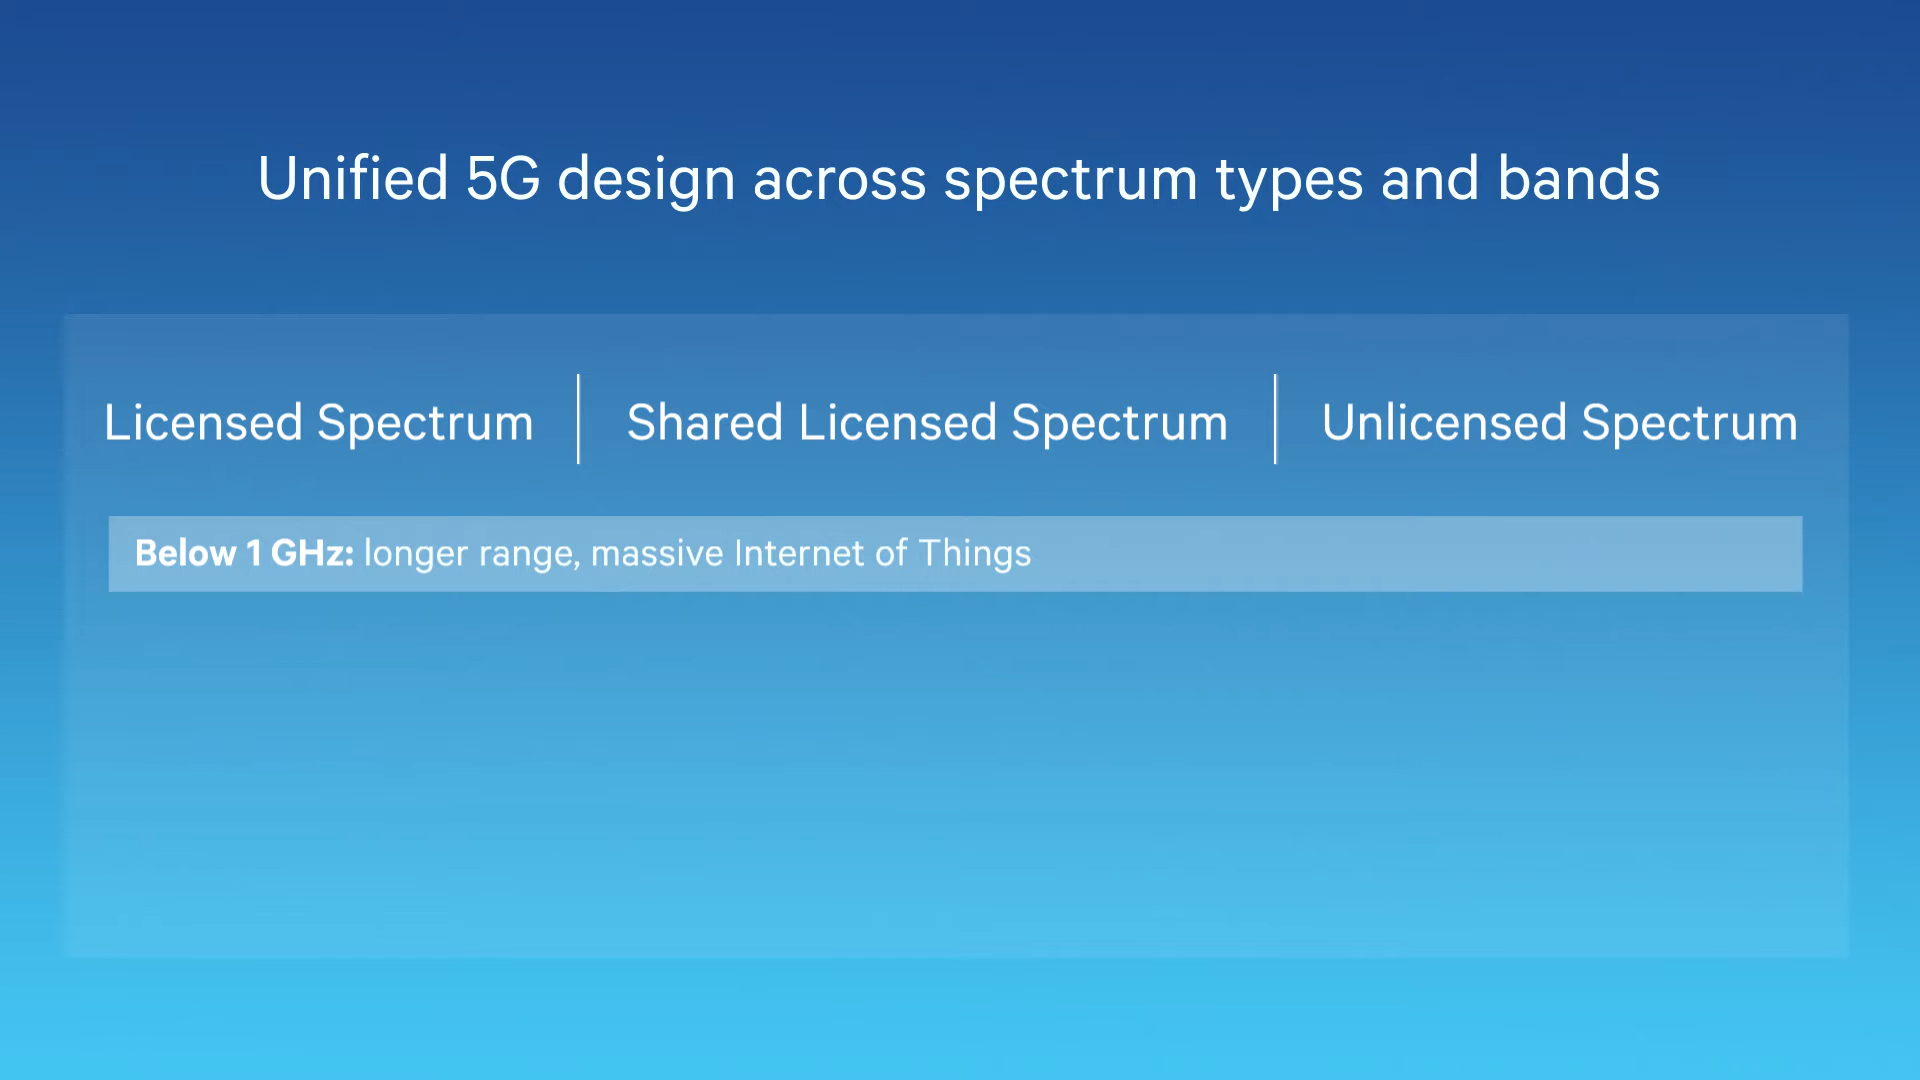 Unified 5G design across spectrum types and bands
Licensed Spectrum
Shared Licensed Spectrum
Unlicensed Spectrum
Below 1 GHz: longer range, massive Internet of Things